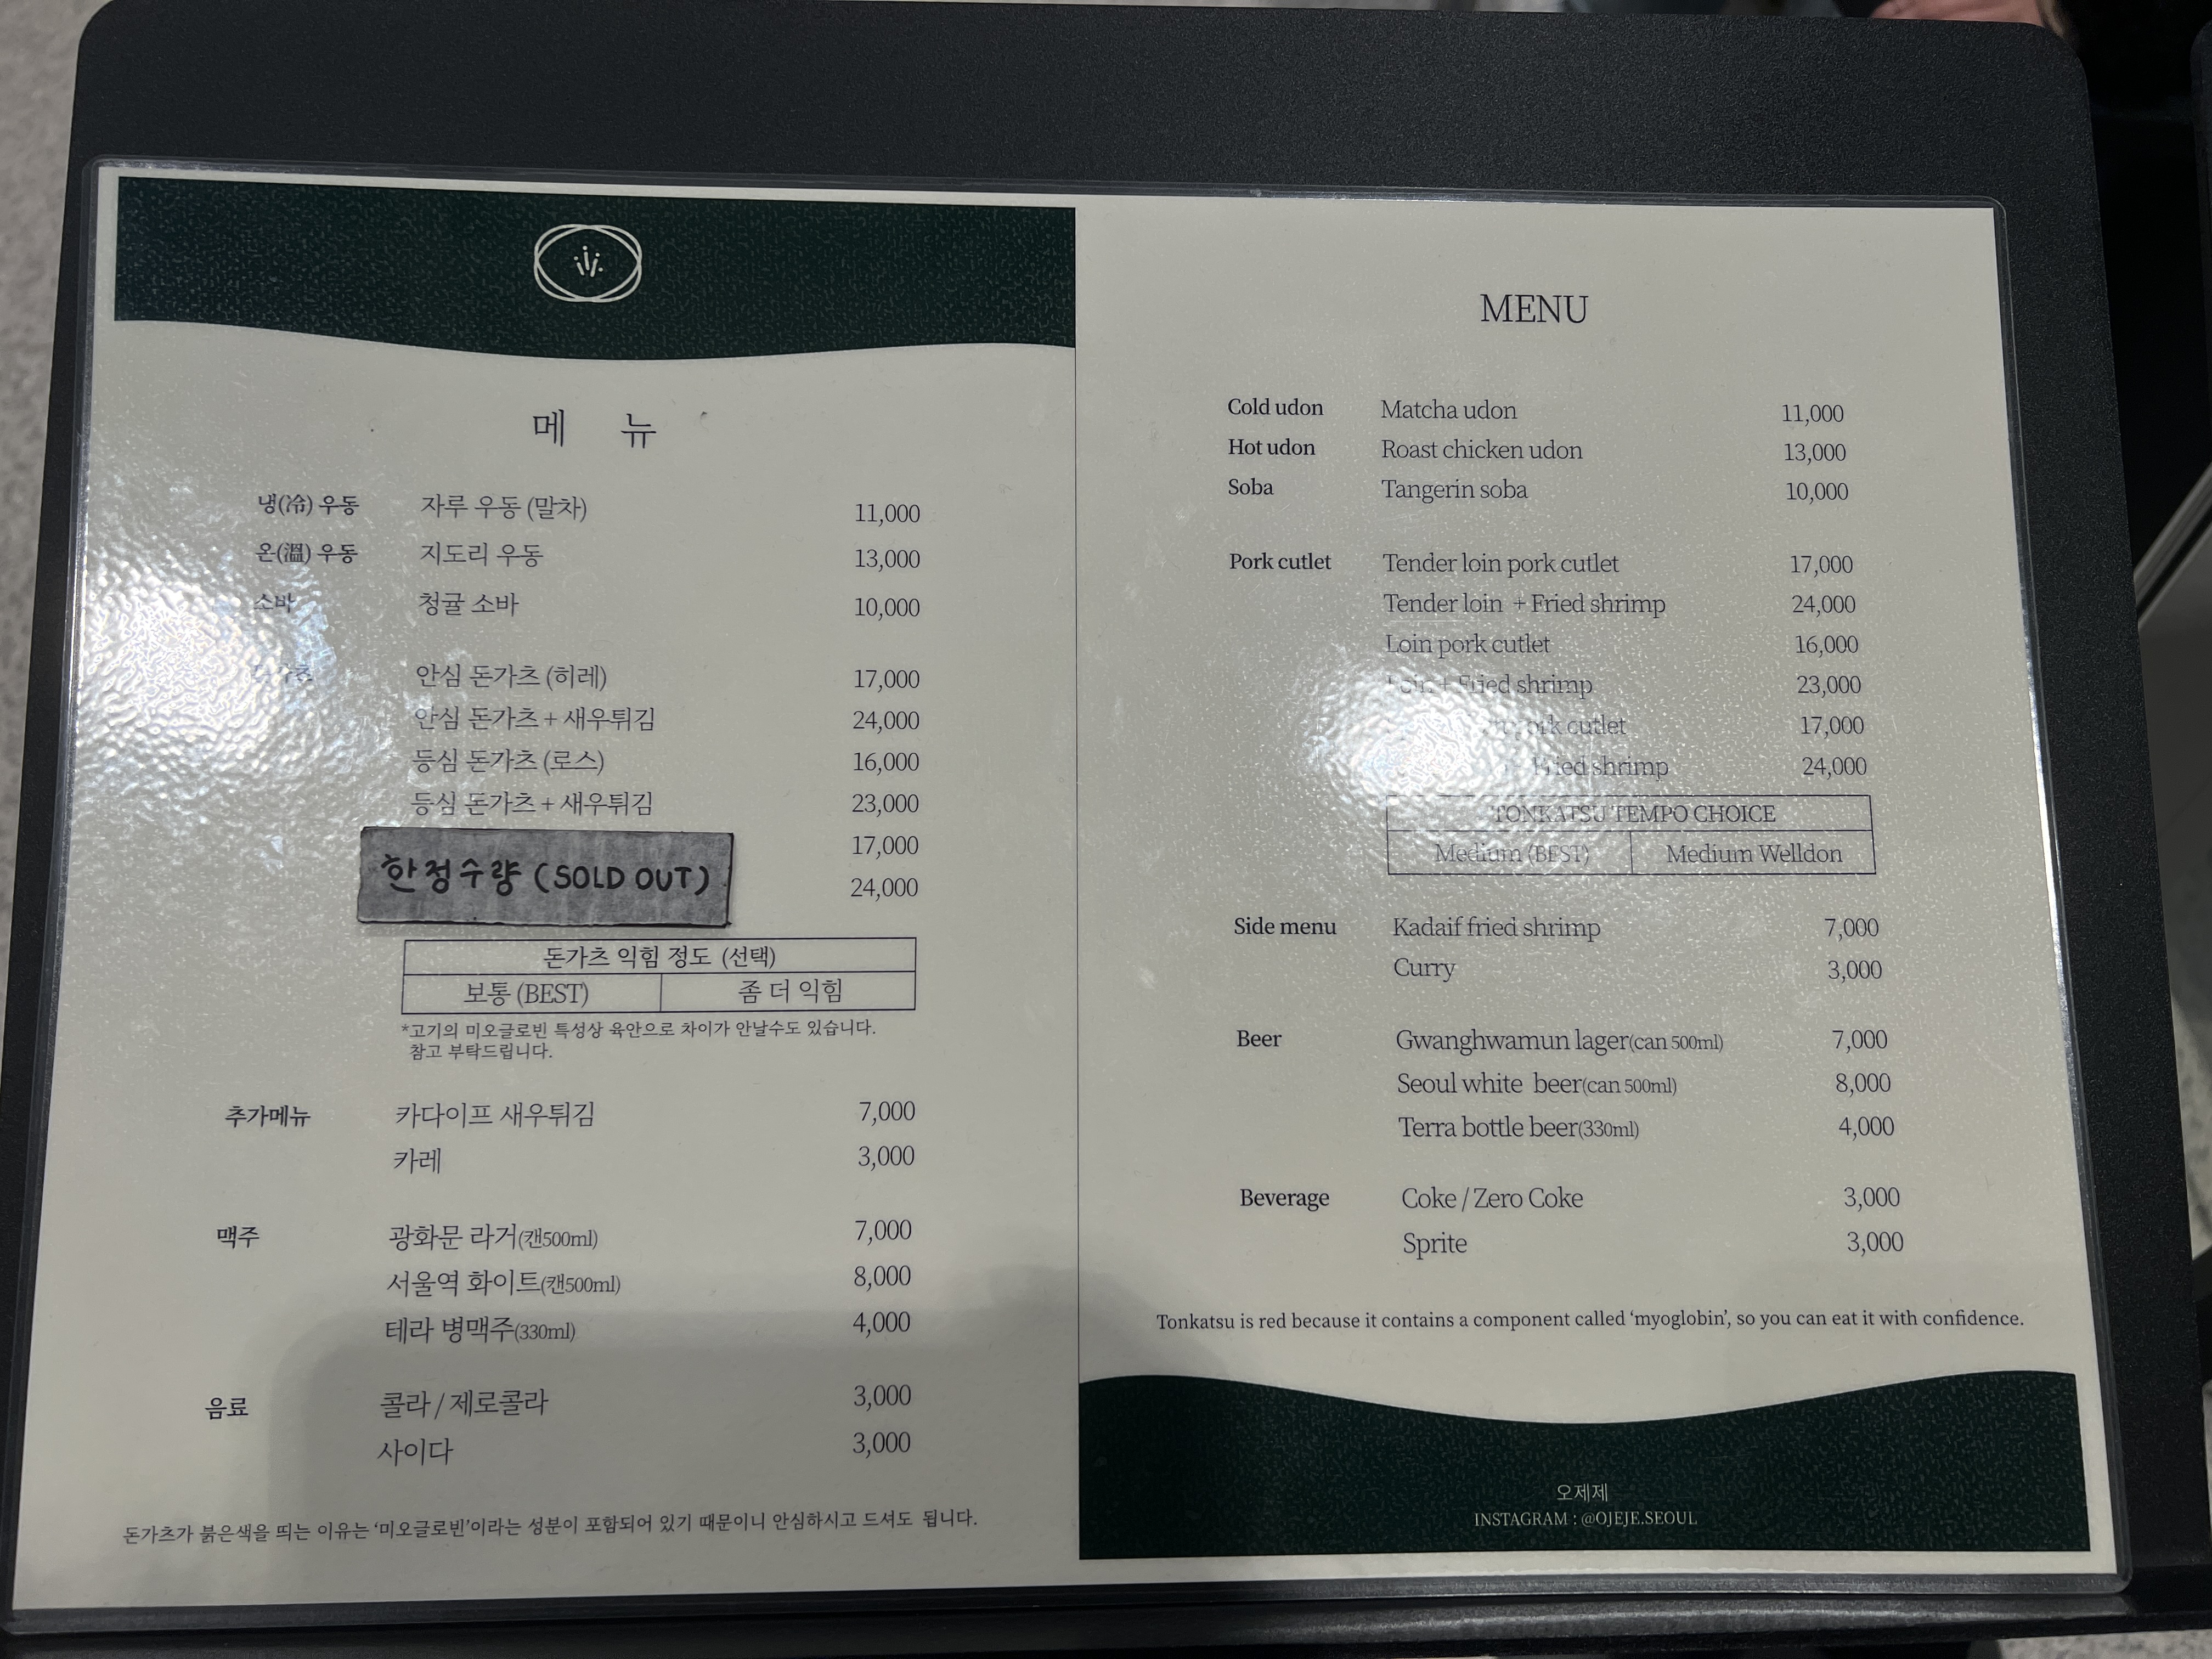 메 뉴
냉(冷) 우동 자루 우동 (말차) 11,000
온(溫) 우동 지도리 우동 13,000
소바 청귤 소바 10,000
안심 돈가츠 (히레) 17,000
안심 돈가츠 + 새우튀김 24,000
등심 돈가츠 (로스) 16,000
등심 돈가츠 + 새우튀김 23,000
17,000
한정수량 (SOLD OUT)
24,000
돈가츠 익힘 정도 (선택)
보통 (BEST) 좀 더 익힘
*고기의 미오글로빈 특성상 육안으로 차이가 안날수도 있습니다.
참고 부탁드립니다.
추가메뉴 카다이프 새우튀김 7,000
카레 3,000
맥주 광화문 라거(캔500ml) 7,000
서울역 화이트(캔500ml) 8,000
테라 병맥주(330ml) 4,000
음료 콜라 / 제로콜라 3,000
사이다 3,000
돈가츠가 붉은색을 띄는 이유는 ‘미오글로빈’이라는 성분이 포함되어 있기 때문이니 안심하시고 드셔도 됩니다.
MENU
Cold udon Matcha udon 11,000
Hot udon Roast chicken udon 13,000
Soba Tangerin soba 10,000
Pork cutlet Tender loin pork cutlet 17,000
Tender loin + Fried shrimp 24,000
Loin pork cutlet 16,000
Loin + Fried shrimp 23,000
pork cutlet 17,000
+ Fried shrimp 24,000
TONKATSU TEMPO CHOICE
Medium (BEST) Medium Welldon
Side menu Kadaif fried shrimp 7,000
Curry 3,000
Beer Gwanghwamun lager(can 500ml) 7,000
Seoul white beer(can 500ml) 8,000
Terra bottle beer(330ml) 4,000
Beverage Coke / Zero Coke 3,000
Sprite 3,000
Tonkatsu is red because it contains a component called ‘myoglobin’, so you can eat it with confidence.
오제제
INSTAGRAM : @OJEJE.SEOUL